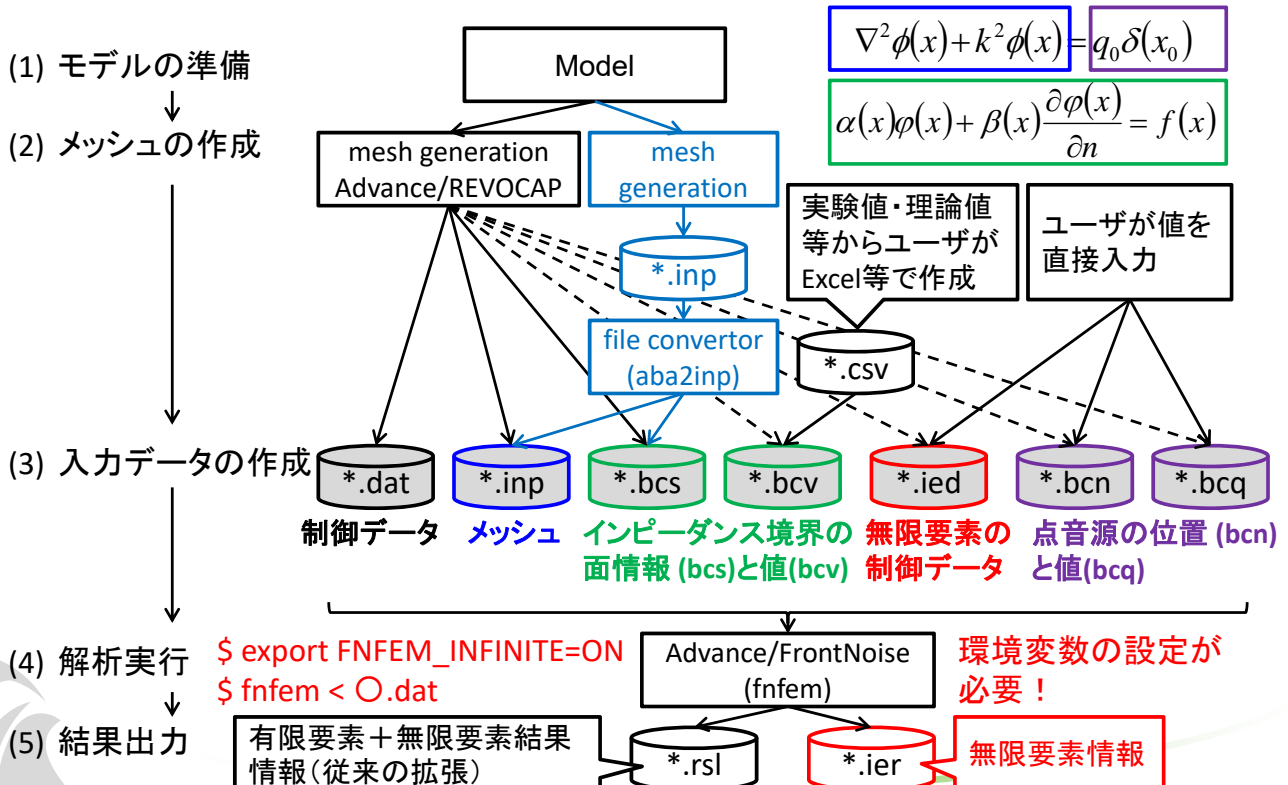 (1) モデルの準備
(2) メッシュの作成
(3) 入力データの作成
(4) 解析実行
(5) 結果出力
Model
∇²ϕ(x)+k²ϕ(x)=q₀δ(x₀)
α(x)φ(x)+β(x)∂φ(x)/∂n=f(x)
mesh generation
Advance/REVOCAP
mesh
generation
*.inp
file convertor
(aba2inp)
実験値・理論値
等からユーザが
Excel等で作成
*.csv
ユーザが値を
直接入力
*.dat
*.inp
*.bcs
*.bcv
*.ied
*.bcn
*.bcq
制御データ
メッシュ
インピーダンス境界の
面情報 (bcs)と値(bcv)
無限要素の
制御データ
点音源の位置 (bcn)
と値(bcq)
$ export FNFEM_INFINITE=ON
$ fnfem < 〇.dat
Advance/FrontNoise
(fnfem)
環境変数の設定が
必要！
有限要素＋無限要素結果
情報（従来の拡張）
*.rsl
*.ier
無限要素情報